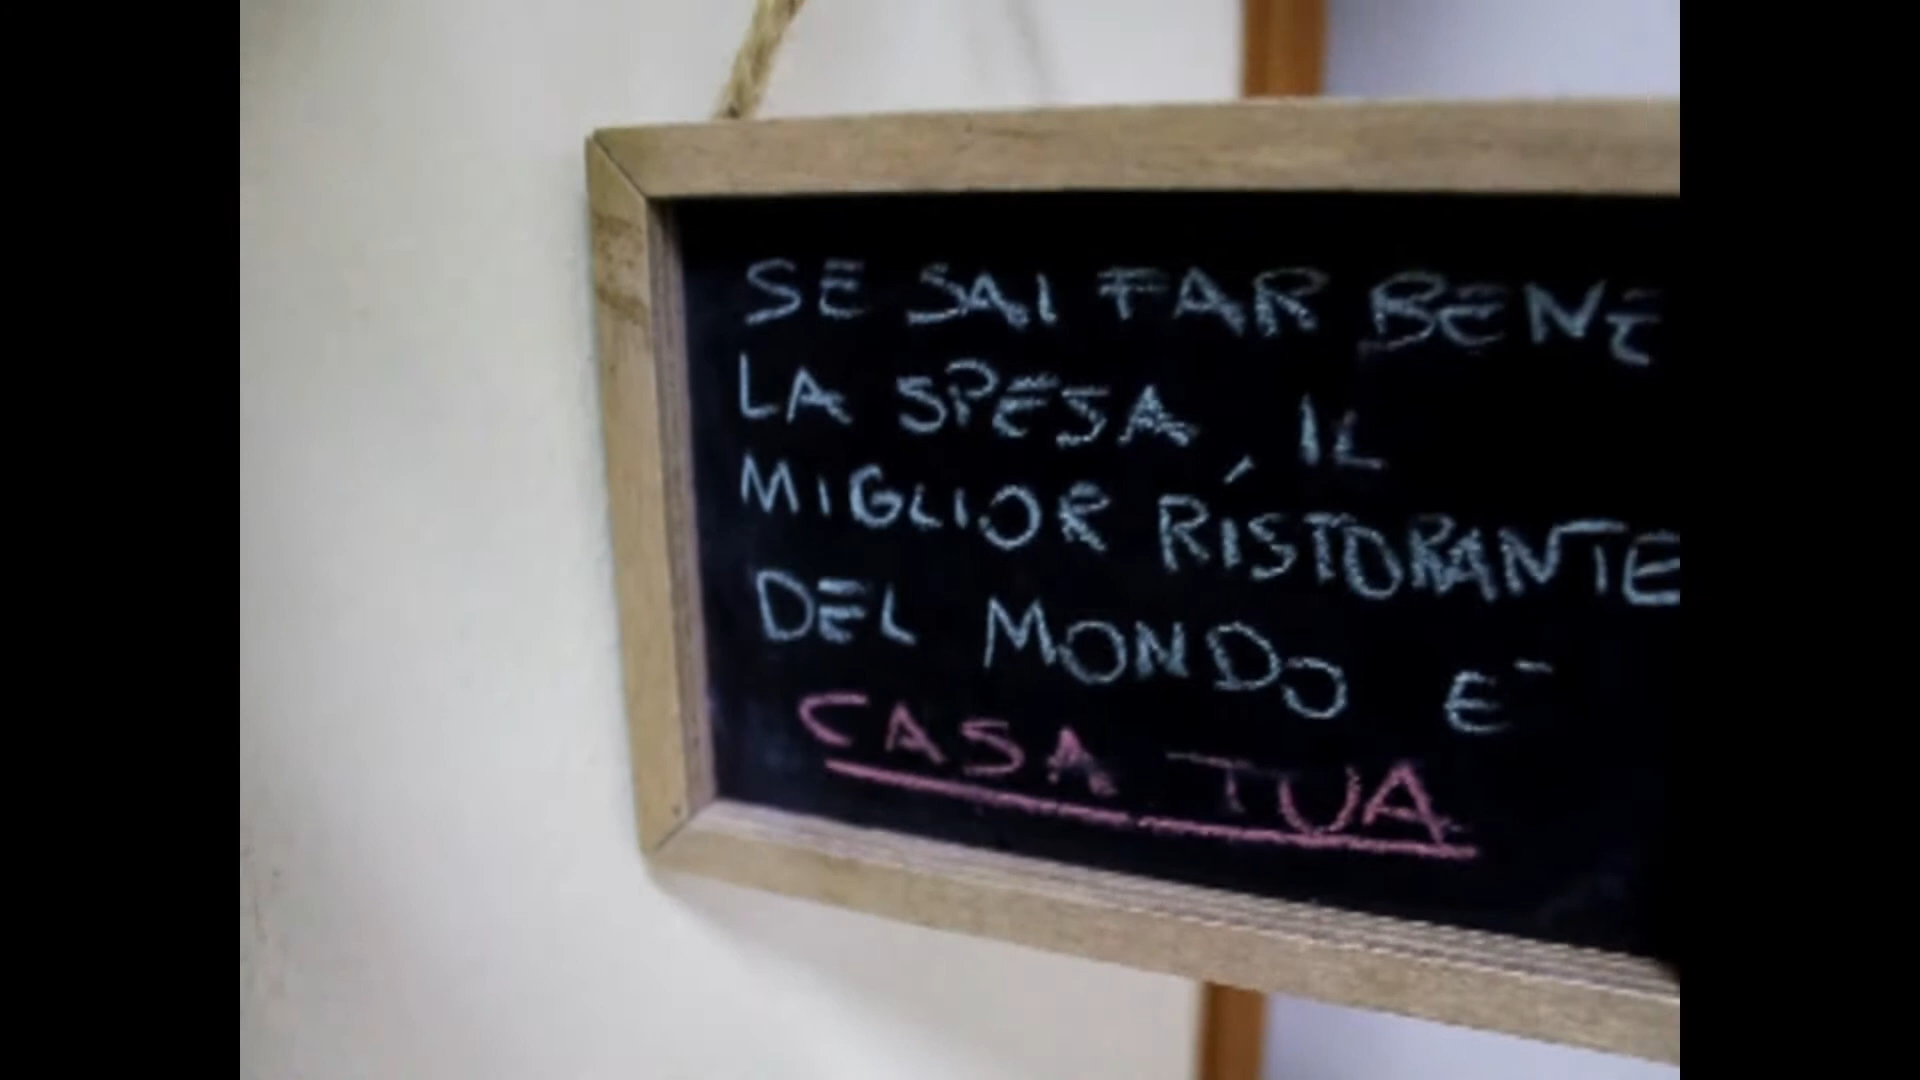 SE SAI FAR BENE
LA SPESA, IL
MIGLIOR RISTORANTE
DEL MONDO E'
CASA TUA